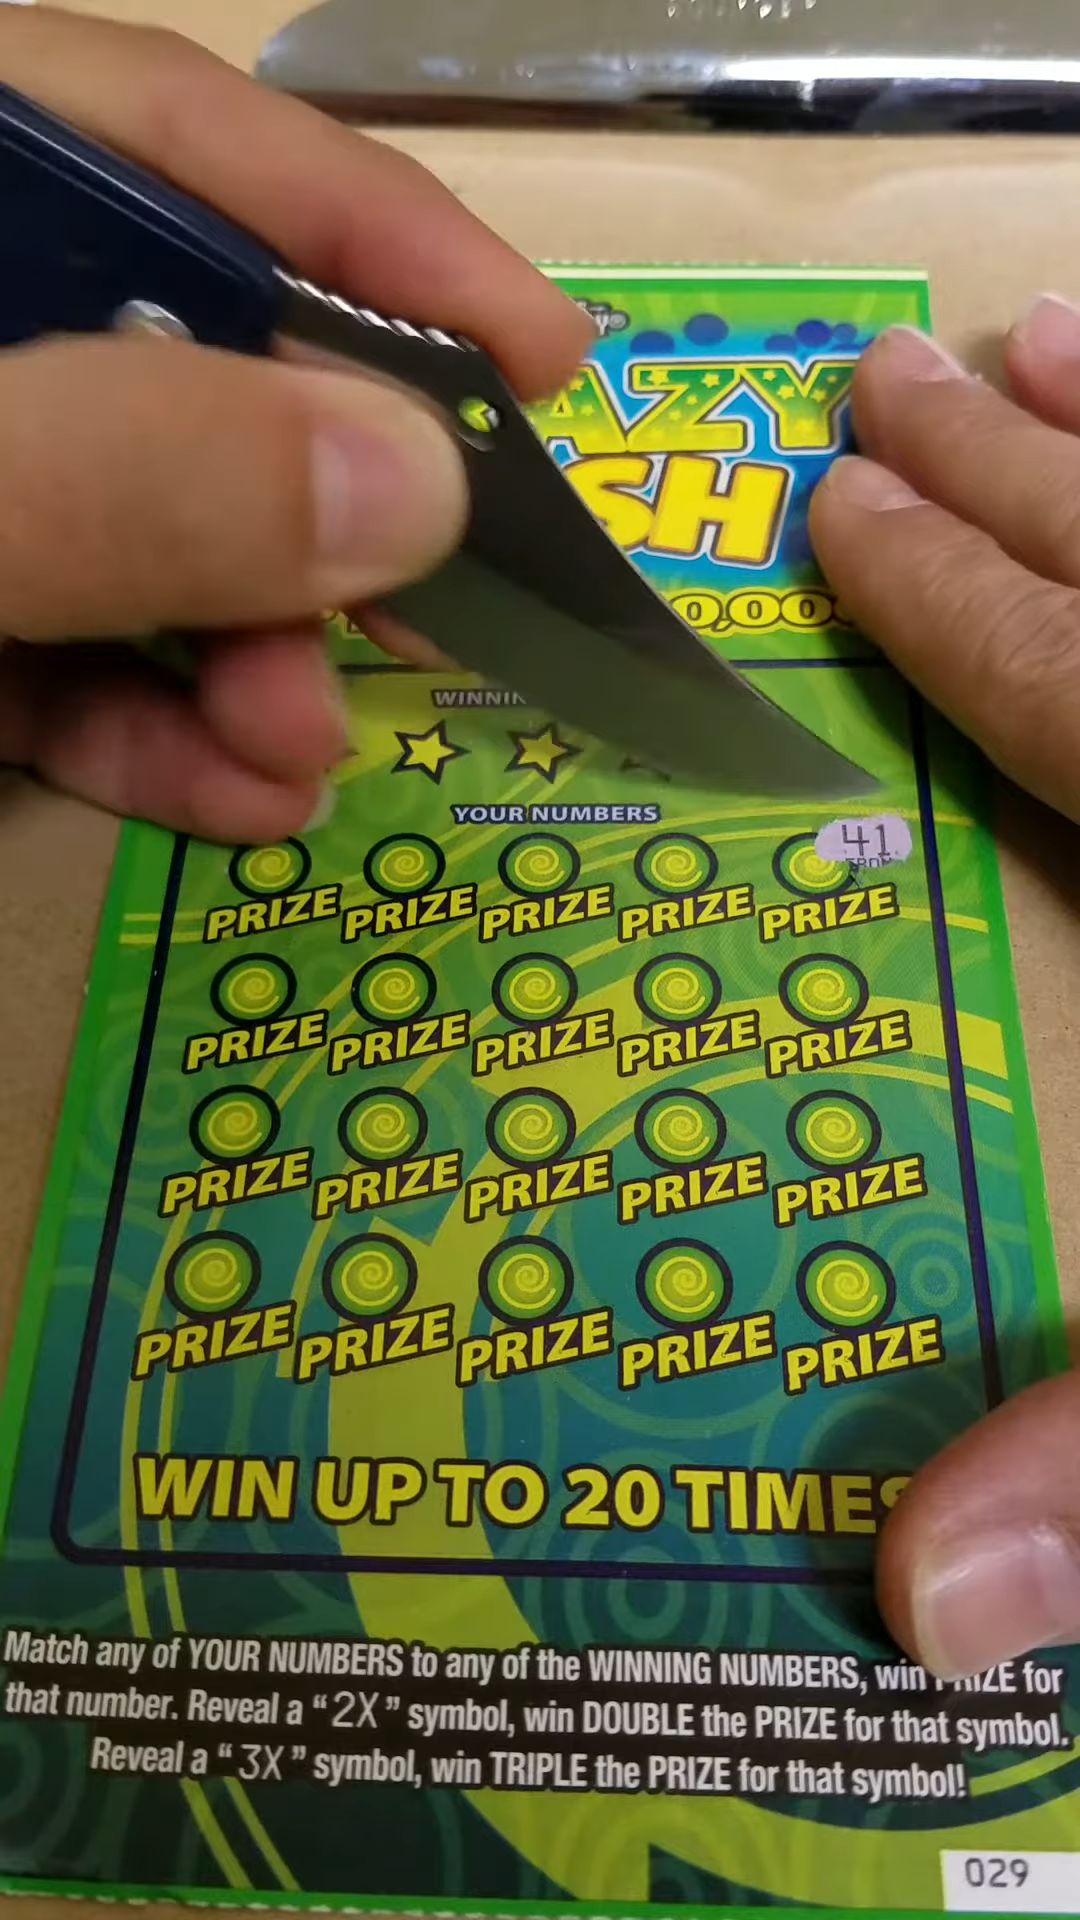 AZY
SH
0,000
WINNIN
YOUR NUMBERS
41
PRIZE PRIZE PRIZE PRIZE PRIZE
PRIZE PRIZE PRIZE PRIZE PRIZE
PRIZE PRIZE PRIZE PRIZE PRIZE
PRIZE PRIZE PRIZE PRIZE PRIZE
WIN UP TO 20 TIMES
Match any of YOUR NUMBERS to any of the WINNING NUMBERS, win PRIZE for
that number. Reveal a “2X” symbol, win DOUBLE the PRIZE for that symbol.
Reveal a “3X” symbol, win TRIPLE the PRIZE for that symbol!
029